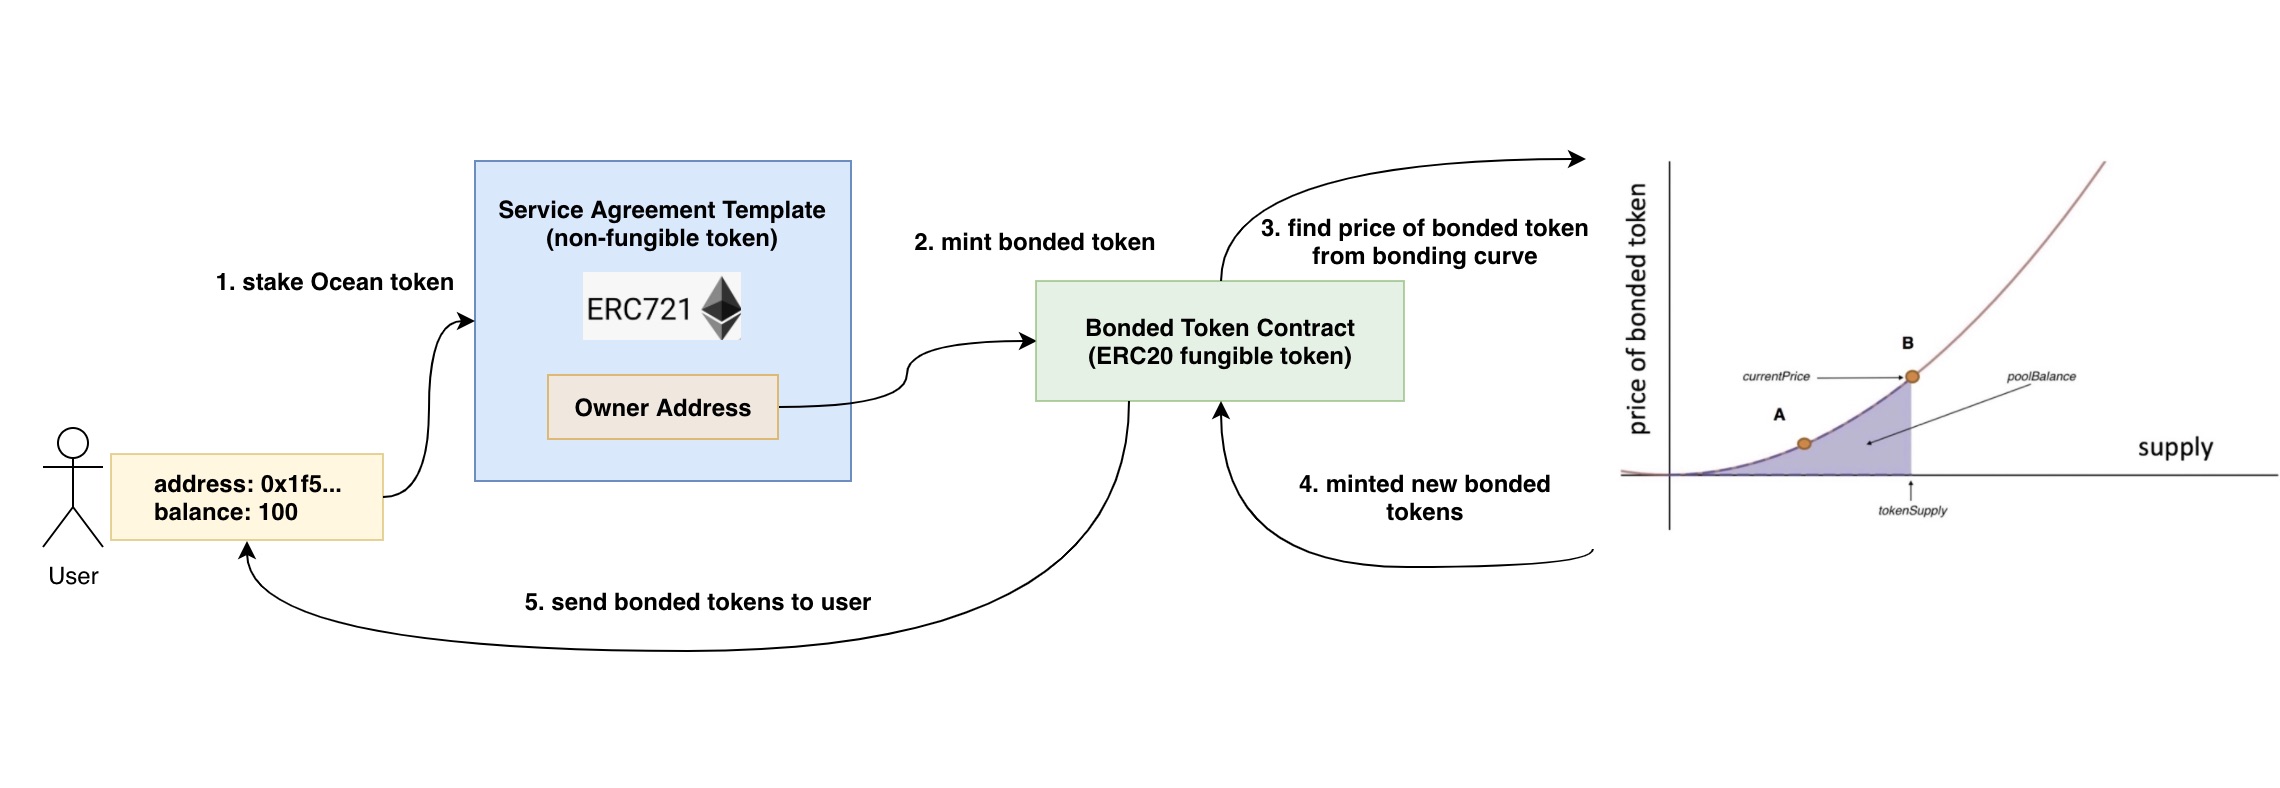 Service Agreement Template
(non-fungible token)
ERC721
Owner Address
1. stake Ocean token
address: 0x1f5...
balance: 100
User
2. mint bonded token
Bonded Token Contract
(ERC20 fungible token)
3. find price of bonded token
from bonding curve
4. minted new bonded
tokens
5. send bonded tokens to user
price of bonded token
B
currentPrice
poolBalance
A
supply
tokenSupply